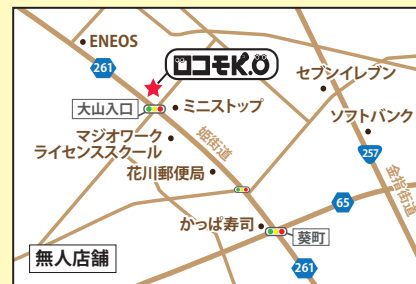 ENEOS
261
ロコモK.O
セブンイレブン
大山入口
ミニストップ
ソフトバンク
マジオワーク
ライセンススクール
姫街道
257
花川郵便局
金指街道
65
かっぱ寿司
葵町
無人店舗
261